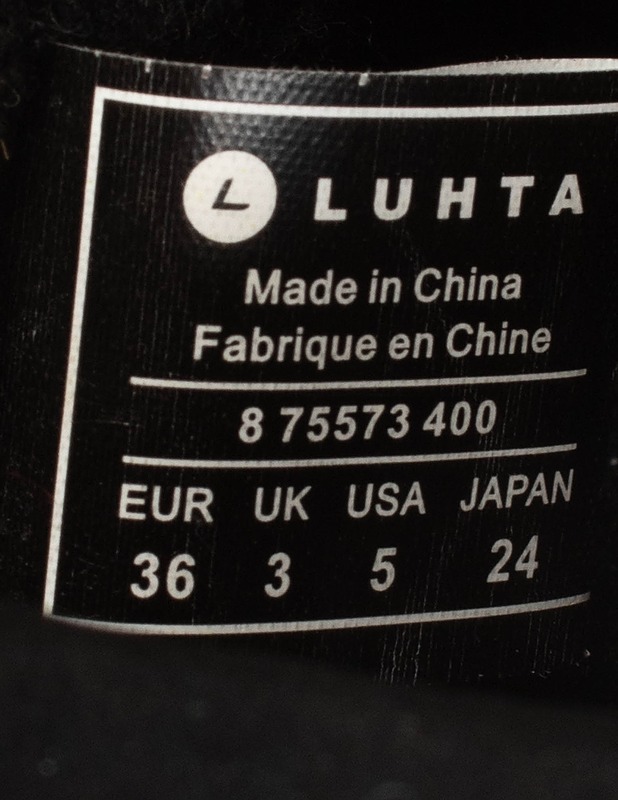 L LUHTA
Made in China
Fabrique en Chine
8 75573 400
EUR UK USA JAPAN
36 3 5 24